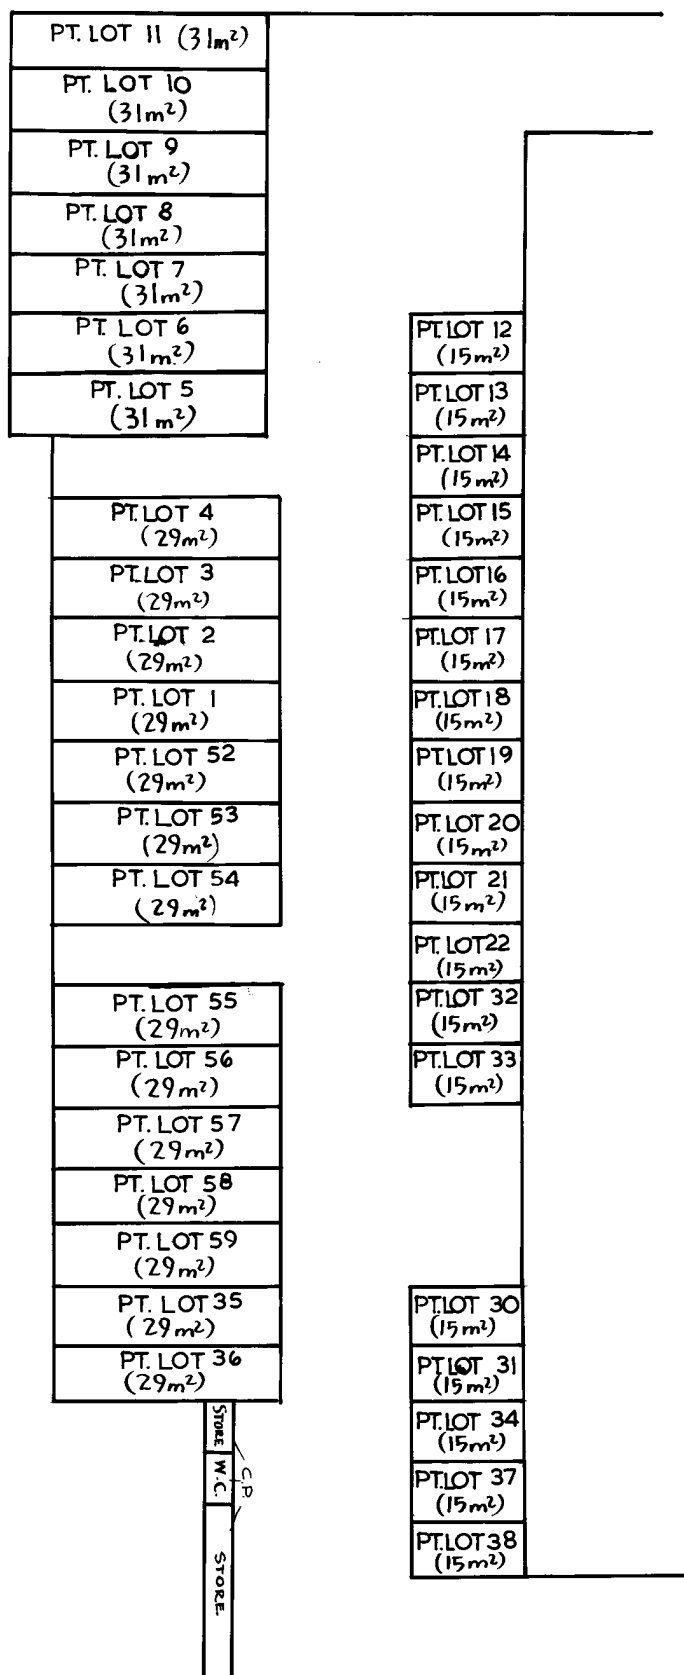 PT. LOT 11 (31m²)
PT. LOT 10
(31m²)
PT. LOT 9
(31m²)
PT. LOT 8
(31m²)
PT. LOT 7
(31m²)
PT. LOT 6
(31m²)
PT. LOT 5
(31m²)
PT. LOT 4
(29m²)
PT. LOT 3
(29m²)
PT. LOT 2
(29m²)
PT. LOT 1
(29m²)
PT. LOT 52
(29m²)
PT. LOT 53
(29m²)
PT. LOT 54
(29m²)
PT. LOT 55
(29m²)
PT. LOT 56
(29m²)
PT. LOT 57
(29m²)
PT. LOT 58
(29m²)
PT. LOT 59
(29m²)
PT. LOT 35
(29m²)
PT. LOT 36
(29m²)
STORE
W.C.
C.P.
STORE
PT. LOT 12
(15m²)
PT. LOT 13
(15m²)
PT. LOT 14
(15m²)
PT. LOT 15
(15m²)
PT. LOT 16
(15m²)
PT. LOT 17
(15m²)
PT. LOT 18
(15m²)
PT. LOT 19
(15m²)
PT. LOT 20
(15m²)
PT. LOT 21
(15m²)
PT. LOT 22
(15m²)
PT. LOT 32
(15m²)
PT. LOT 33
(15m²)
PT. LOT 30
(15m²)
PT. LOT 31
(15m²)
PT. LOT 34
(15m²)
PT. LOT 37
(15m²)
PT. LOT 38
(15m²)